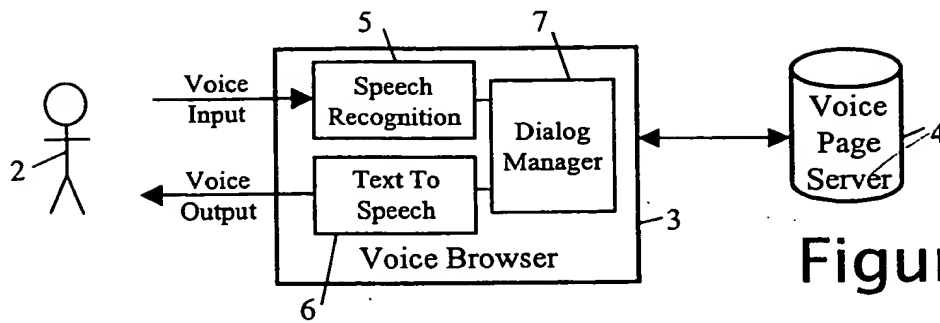 5
7
Voice
Input
Speech
Recognition
Dialog
Manager
Voice
Page
Server
4
2
Voice
Output
Text To
Speech
3
Voice Browser
6
Figur